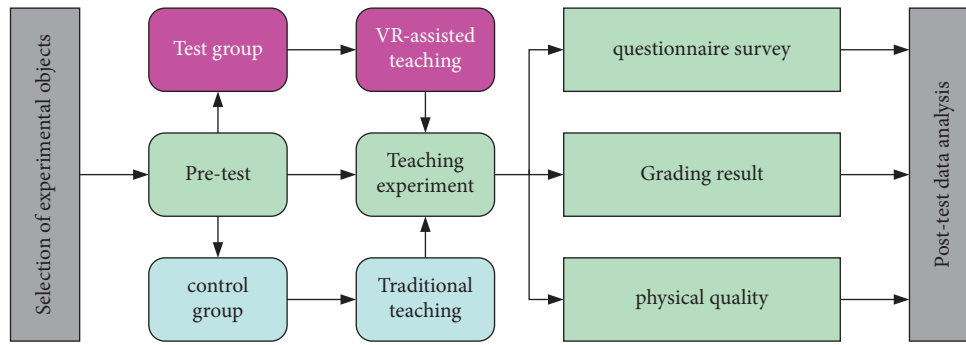 Selection of experimental objects
Test group
VR-assisted
teaching
questionnaire survey
Pre-test
Teaching
experiment
Grading result
control
group
Traditional
teaching
physical quality
Post-test data analysis